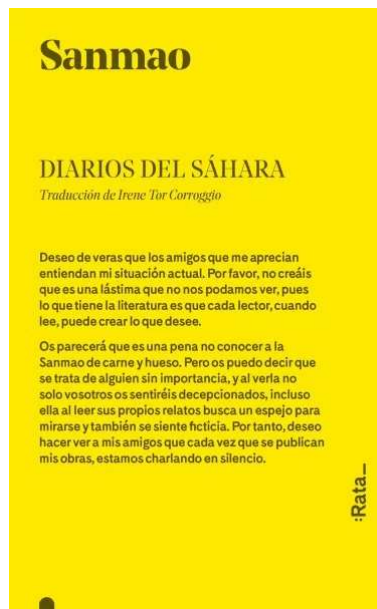 Sanmao
DIARIOS DEL SÁHARA
Traducción de Irene Tor Corroggio
Deseo de veras que los amigos que me aprecian
entiendan mi situación actual. Por favor, no creáis
que es una lástima que no nos podamos ver, pues
lo que tiene la literatura es que cada lector, cuando
lee, puede crear lo que desee.
Os parecerá que es una pena no conocer a la
Sanmao de carne y hueso. Pero os puedo decir que
se trata de alguien sin importancia, y al verla no
solo vosotros os sentiréis decepcionados, incluso
ella al leer sus propios relatos busca un espejo para
mirarse y también se siente ficticia. Por tanto, deseo
hacer ver a mis amigos que cada vez que se publican
mis obras, estamos charlando en silencio.
:Rata_